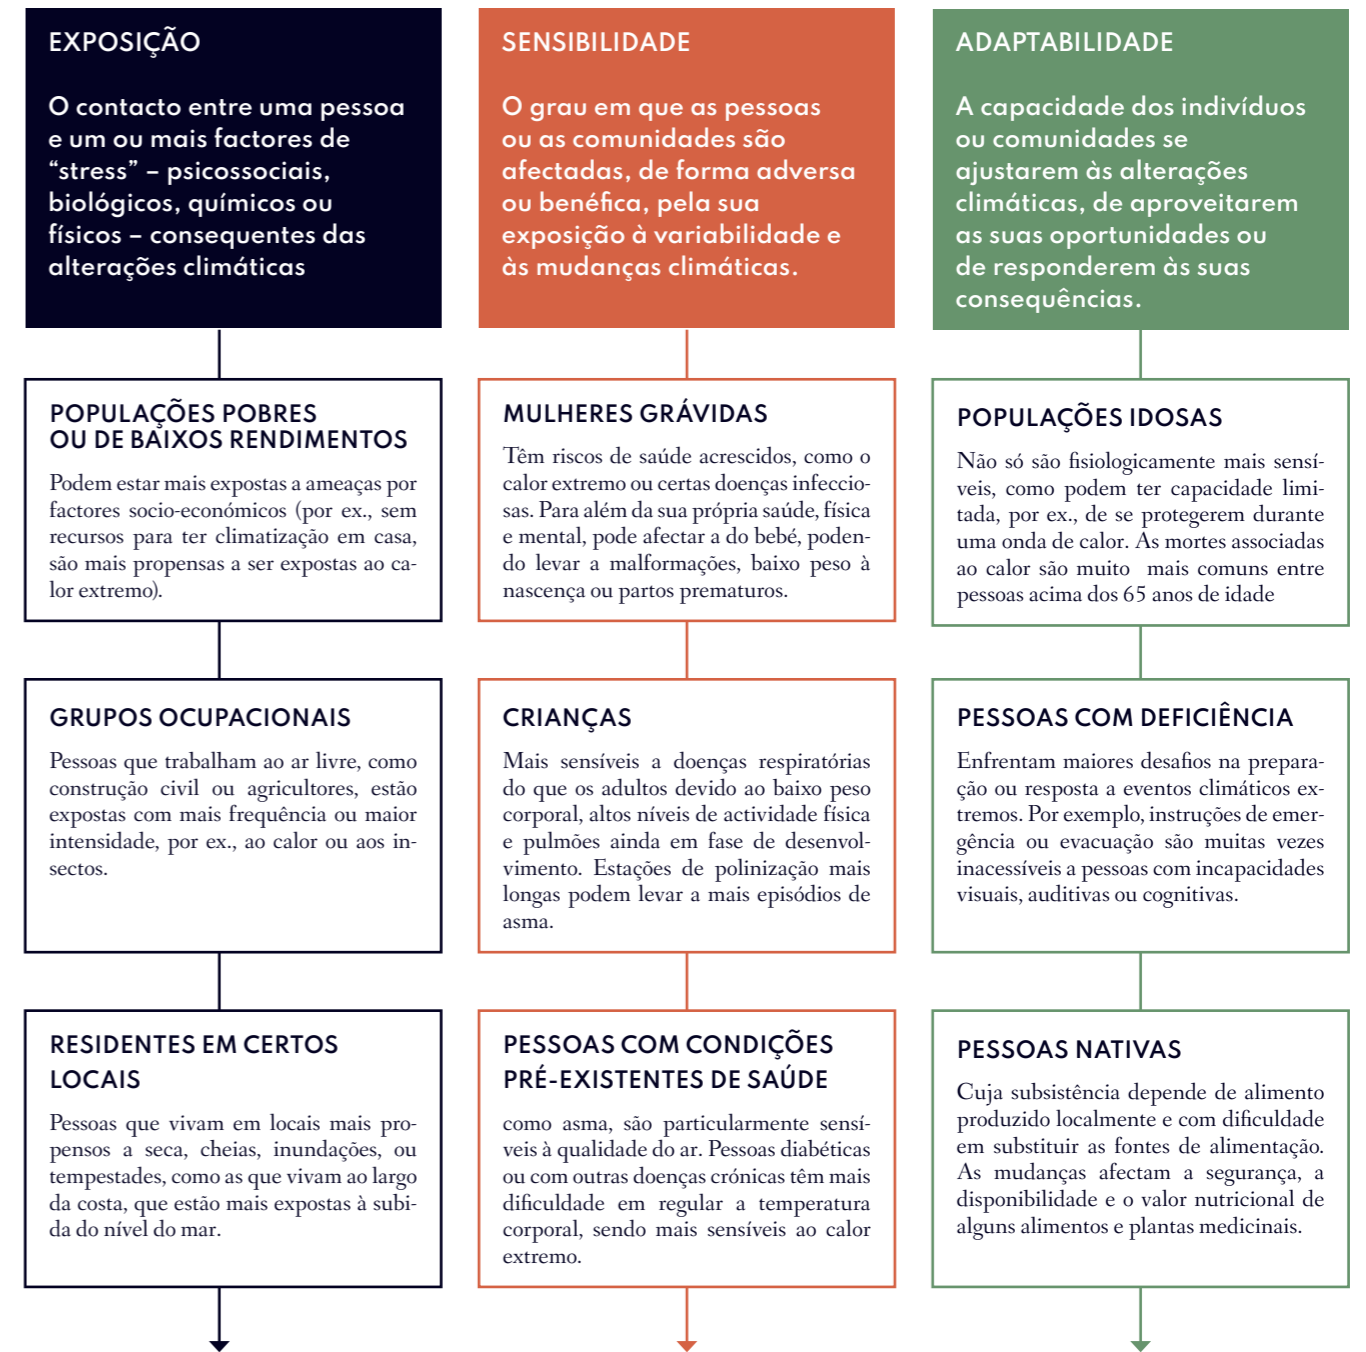 EXPOSIÇÃO
O contacto entre uma pessoa
e um ou mais factores de
“stress” – psicossociais,
biológicos, químicos ou
físicos – consequentes das
alterações climáticas
POPULAÇÕES POBRES
OU DE BAIXOS RENDIMENTOS
Podem estar mais expostas a ameaças por
factores socio-económicos (por ex., sem
recursos para ter climatização em casa,
são mais propensas a ser expostas ao ca-
lor extremo).
GRUPOS OCUPACIONAIS
Pessoas que trabalham ao ar livre, como
construção civil ou agricultores, estão
expostas com mais frequência ou maior
intensidade, por ex., ao calor ou aos in-
sectos.
RESIDENTES EM CERTOS
LOCAIS
Pessoas que vivam em locais mais pro-
pensos a seca, cheias, inundações, ou
tempestades, como as que vivam ao largo
da costa, que estão mais expostas à subi-
da do nível do mar.
SENSIBILIDADE
O grau em que as pessoas
ou as comunidades são
afectadas, de forma adversa
ou benéfica, pela sua
exposição à variabilidade e
às mudanças climáticas.
MULHERES GRÁVIDAS
Têm riscos de saúde acrescidos, como o
calor extremo ou certas doenças infeccio-
sas. Para além da sua própria saúde, física
e mental, pode afectar a do bebé, poden-
do levar a malformações, baixo peso à
nascença ou partos prematuros.
CRIANÇAS
Mais sensíveis a doenças respiratórias
do que os adultos devido ao baixo peso
corporal, altos níveis de actividade física
e pulmões ainda em fase de desenvol-
vimento. Estações de polinização mais
longas podem levar a mais episódios de
asma.
PESSOAS COM CONDIÇÕES
PRÉ-EXISTENTES DE SAÚDE
como asma, são particularmente sensí-
veis à qualidade do ar. Pessoas diabéticas
ou com outras doenças crónicas têm mais
dificuldade em regular a temperatura
corporal, sendo mais sensíveis ao calor
extremo.
ADAPTABILIDADE
A capacidade dos indivíduos
ou comunidades se
ajustarem às alterações
climáticas, de aproveitarem
as suas oportunidades ou
de responderem às suas
consequências.
POPULAÇÕES IDOSAS
Não só são fisiologicamente mais sensí-
veis, como podem ter capacidade limi-
tada, por ex., de se protegerem durante
uma onda de calor. As mortes associadas
ao calor são muito mais comuns entre
pessoas acima dos 65 anos de idade
PESSOAS COM DEFICIÊNCIA
Enfrentam maiores desafios na prepara-
ção ou resposta a eventos climáticos ex-
tremos. Por exemplo, instruções de emer-
gência ou evacuação são muitas vezes
inacessíveis a pessoas com incapacidades
visuais, auditivas ou cognitivas.
PESSOAS NATIVAS
Cuja subsistência depende de alimento
produzido localmente e com dificuldade
em substituir as fontes de alimentação.
As mudanças afectam a segurança, a
disponibilidade e o valor nutricional de
alguns alimentos e plantas medicinais.